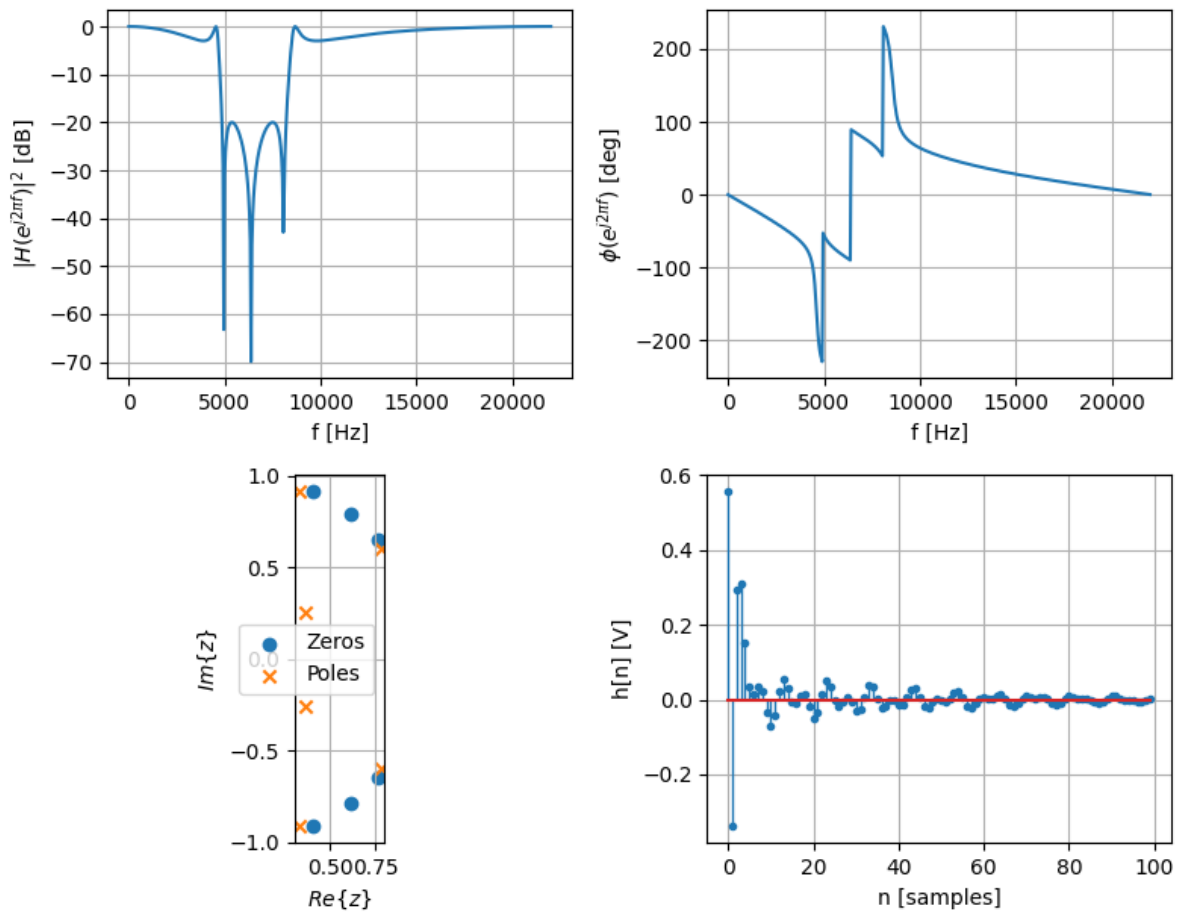 0
−10
−20
−30
−40
−50
−60
−70
|H(e^{j2πf})|² [dB]
0 5000 10000 15000 20000
f [Hz]
200
100
0
−100
−200
ϕ(e^{j2πf}) [deg]
0 5000 10000 15000 20000
f [Hz]
1.0
0.5
0.0
−0.5
−1.0
Im{z}
Zeros
Poles
0.50 0.75
Re{z}
0.6
0.4
0.2
0.0
−0.2
h[n] [V]
0 20 40 60 80 100
n [samples]